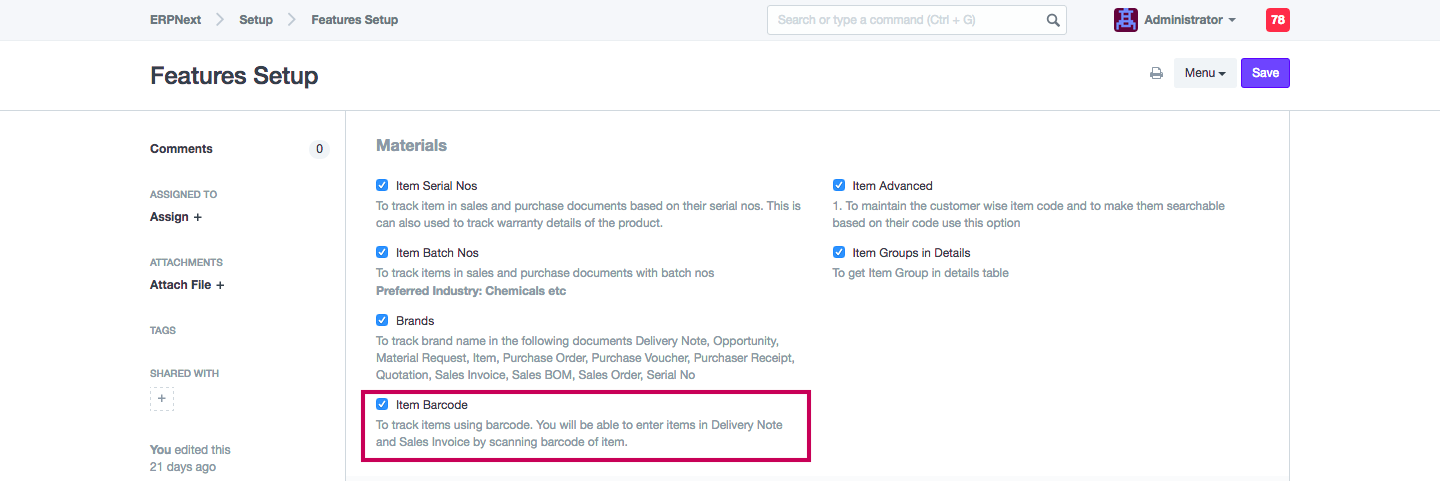 ERPNext
Setup
Features Setup
Search or type a command (Ctrl + G)
Administrator
78
Features Setup
Menu
Save
Comments
0
ASSIGNED TO
Assign +
ATTACHMENTS
Attach File +
TAGS
SHARED WITH
+
You edited this
21 days ago
Materials
Item Serial Nos
To track item in sales and purchase documents based on their serial nos. This is
can also used to track warranty details of the product.
Item Batch Nos
To track items in sales and purchase documents with batch nos
Preferred Industry: Chemicals etc
Brands
To track brand name in the following documents Delivery Note, Opportunity,
Material Request, Item, Purchase Order, Purchase Voucher, Purchaser Receipt,
Quotation, Sales Invoice, Sales BOM, Sales Order, Serial No
Item Barcode
To track items using barcode. You will be able to enter items in Delivery Note
and Sales Invoice by scanning barcode of item.
Item Advanced
1. To maintain the customer wise item code and to make them searchable
based on their code use this option
Item Groups in Details
To get Item Group in details table